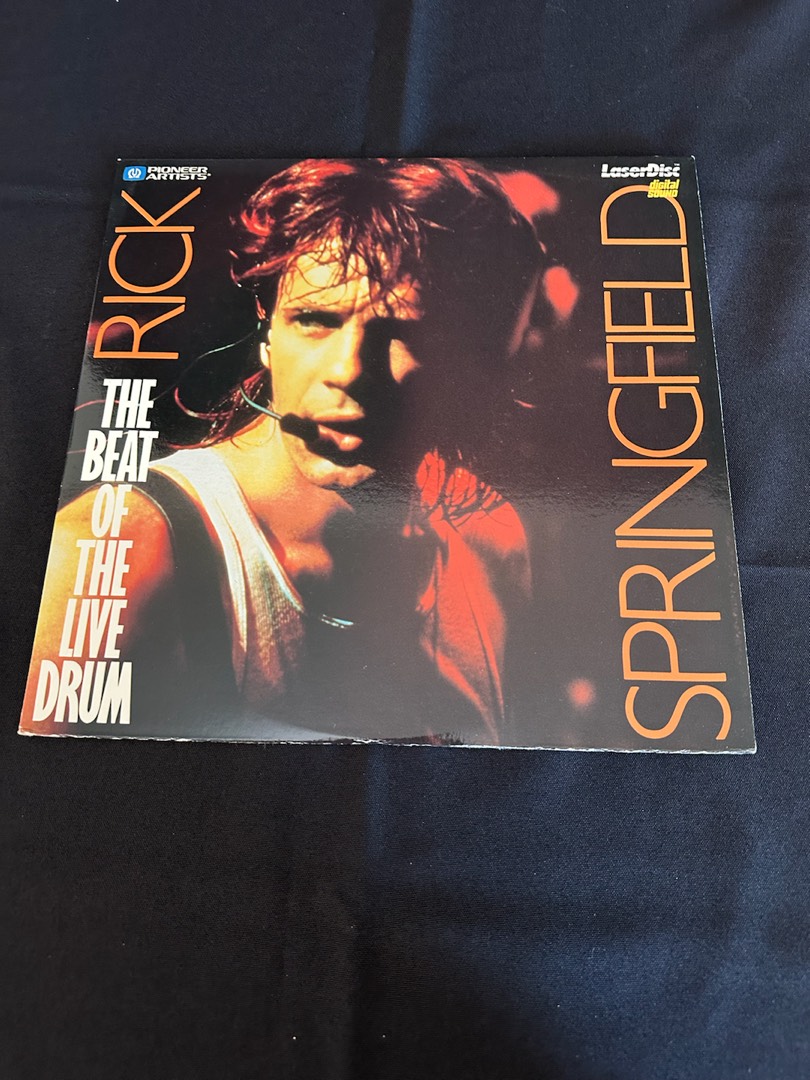 PIONEER
ARTISTS
LaserDisc
digital
SOUND
RICK
SPRINGFIELD
THE
BEAT
OF
THE
LIVE
DRUM